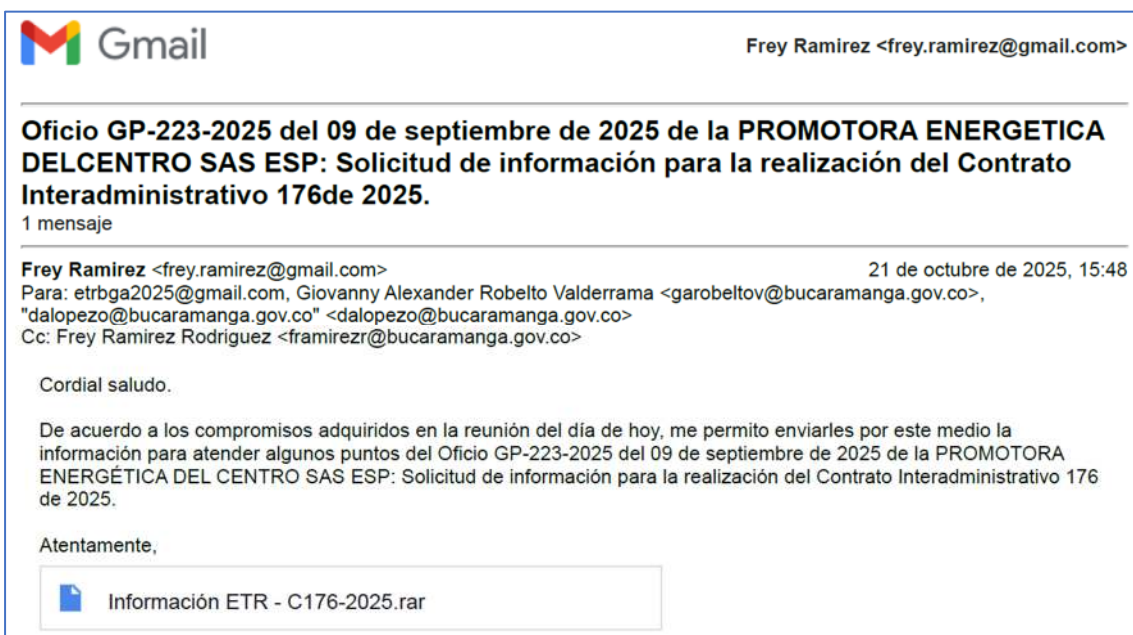 Gmail
Frey Ramirez <frey.ramirez@gmail.com>
Oficio GP-223-2025 del 09 de septiembre de 2025 de la PROMOTORA ENERGETICA
DELCENTRO SAS ESP: Solicitud de información para la realización del Contrato
Interadministrativo 176de 2025.
1 mensaje
Frey Ramirez <frey.ramirez@gmail.com>
21 de octubre de 2025, 15:48
Para: etrbga2025@gmail.com, Giovanny Alexander Robelto Valderrama <garobeltov@bucaramanga.gov.co>,
"dalopezo@bucaramanga.gov.co" <dalopezo@bucaramanga.gov.co>
Cc: Frey Ramirez Rodriguez <framirezr@bucaramanga.gov.co>
Cordial saludo.
De acuerdo a los compromisos adquiridos en la reunión del día de hoy, me permito enviarles por este medio la
información para atender algunos puntos del Oficio GP-223-2025 del 09 de septiembre de 2025 de la PROMOTORA
ENERGÉTICA DEL CENTRO SAS ESP: Solicitud de información para la realización del Contrato Interadministrativo 176
de 2025.
Atentamente,
Información ETR - C176-2025.rar